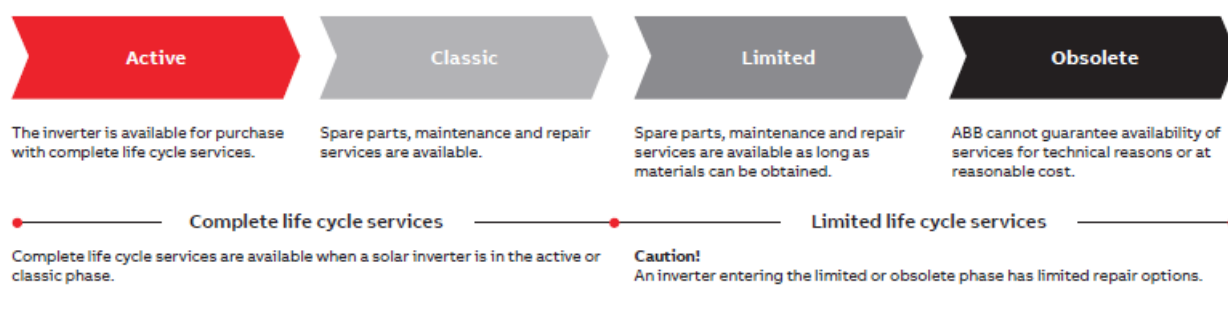 Active
Classic
Limited
Obsolete
The inverter is available for purchase
with complete life cycle services.
Spare parts, maintenance and repair
services are available.
Spare parts, maintenance and repair
services are available as long as
materials can be obtained.
ABB cannot guarantee availability of
services for technical reasons or at
reasonable cost.
Complete life cycle services
Limited life cycle services
Complete life cycle services are available when a solar inverter is in the active or
classic phase.
Caution!
An inverter entering the limited or obsolete phase has limited repair options.